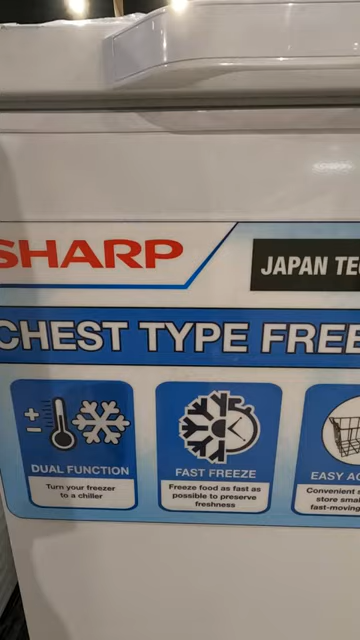 SHARP
JAPAN TE
CHEST TYPE FREE
DUAL FUNCTION
Turn your freezer
to a chiller
FAST FREEZE
Freeze food as fast as
possible to preserve
freshness
EASY AC
Convenient s
store smal
fast-moving